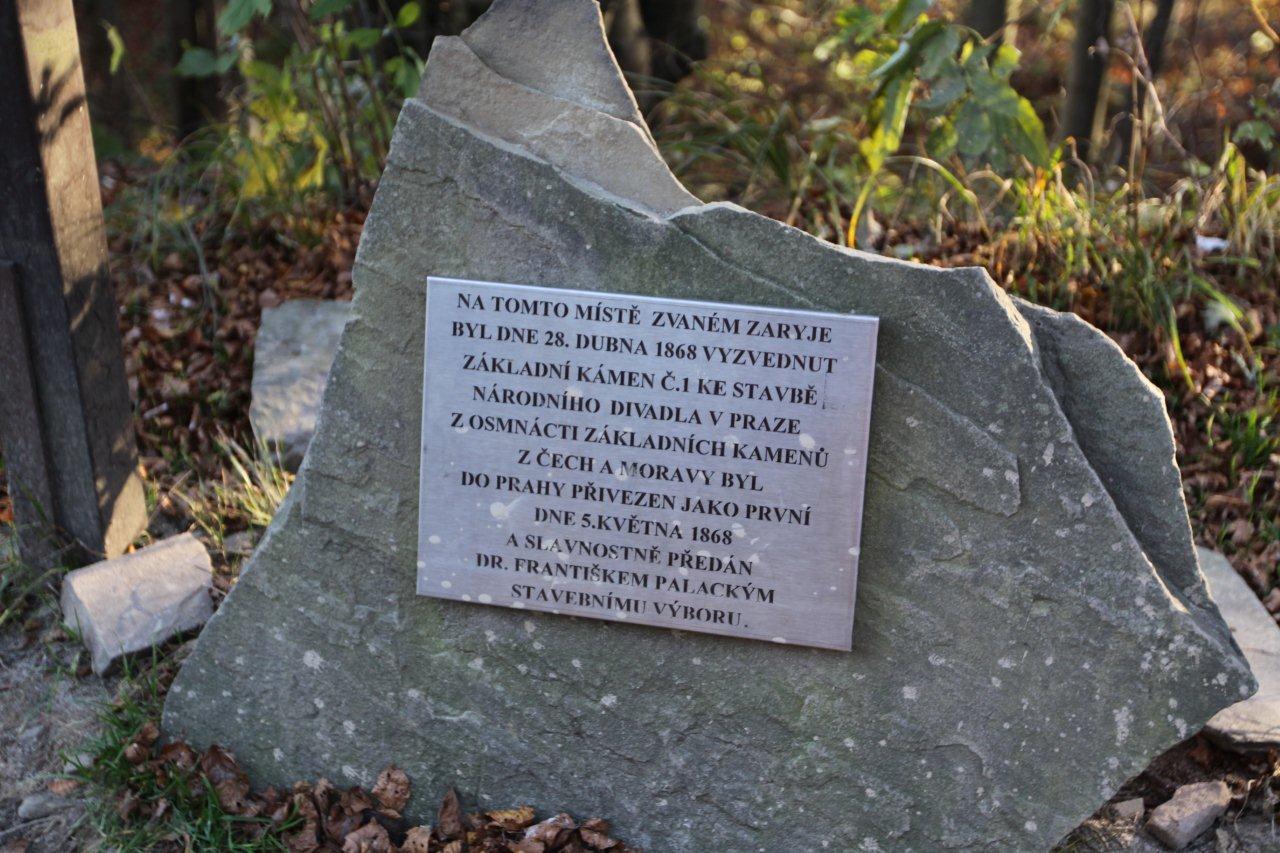 NA TOMTO MÍSTĚ ZVANÉM ZARYJE
BYL DNE 28. DUBNA 1868 VYZVEDNUT
ZÁKLADNÍ KÁMEN Č.1 KE STAVBĚ
NÁRODNÍHO DIVADLA V PRAZE
Z OSMNÁCTI ZÁKLADNÍCH KAMENŮ
Z ČECH A MORAVY BYL
DO PRAHY PŘIVEZEN JAKO PRVNÍ
DNE 5.KVĚTNA 1868
A SLAVNOSTNĚ PŘEDÁN
DR. FRANTIŠKEM PALACKÝM
STAVEBNÍMU VÝBORU.